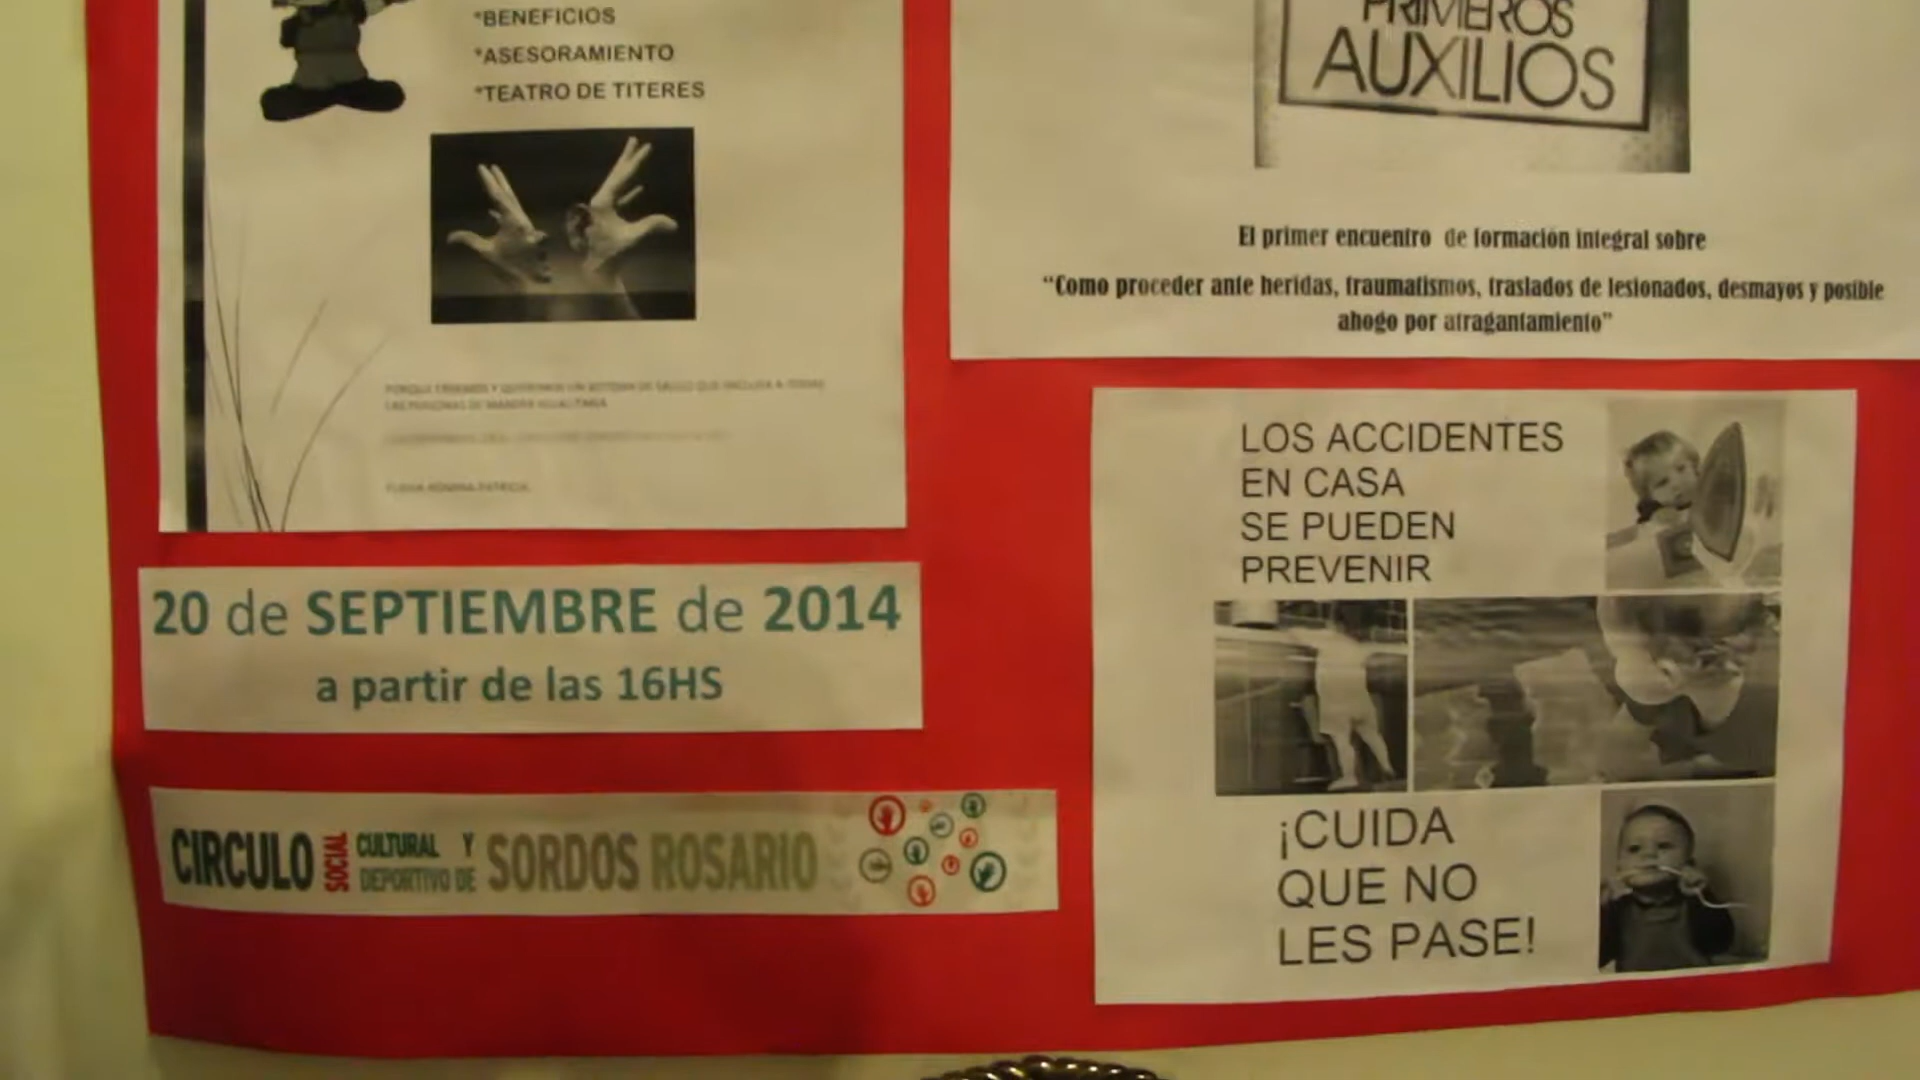 *BENEFICIOS
*ASESORAMIENTO
*TEATRO DE TITERES
PRIMEROS
AUXILIOS
El primer encuentro de formación integral sobre
“Como proceder ante heridas, traumatismos, traslados de lesionados, desmayos y posible
ahogo por atragantamiento”
20 de SEPTIEMBRE de 2014
a partir de las 16HS
CIRCULO SOCIAL CULTURAL Y DEPORTIVO DE SORDOS ROSARIO
LOS ACCIDENTES
EN CASA
SE PUEDEN
PREVENIR
¡CUIDA
QUE NO
LES PASE!